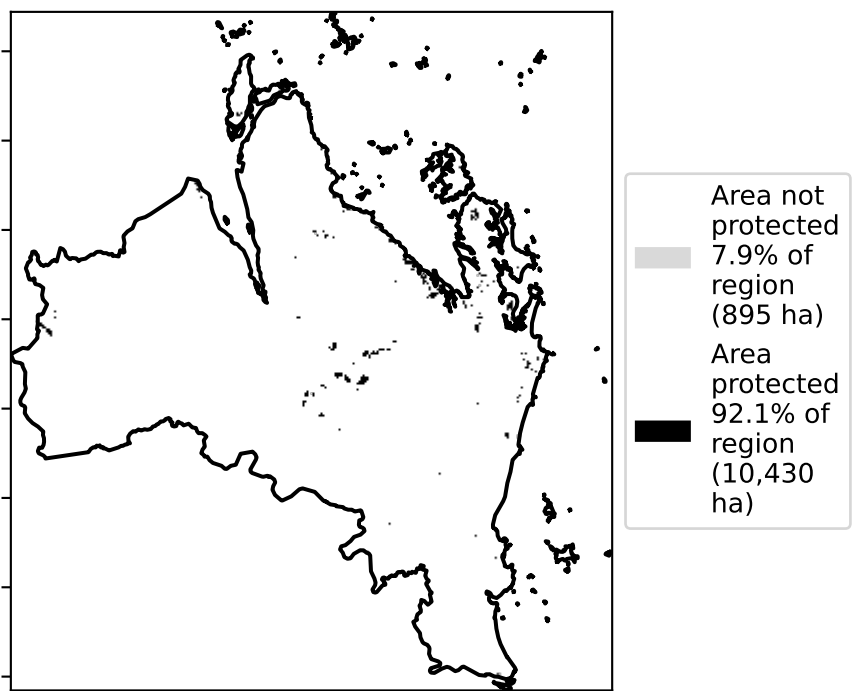 Area not
protected
7.9% of
region
(895 ha)
Area
protected
92.1% of
region
(10,430
ha)